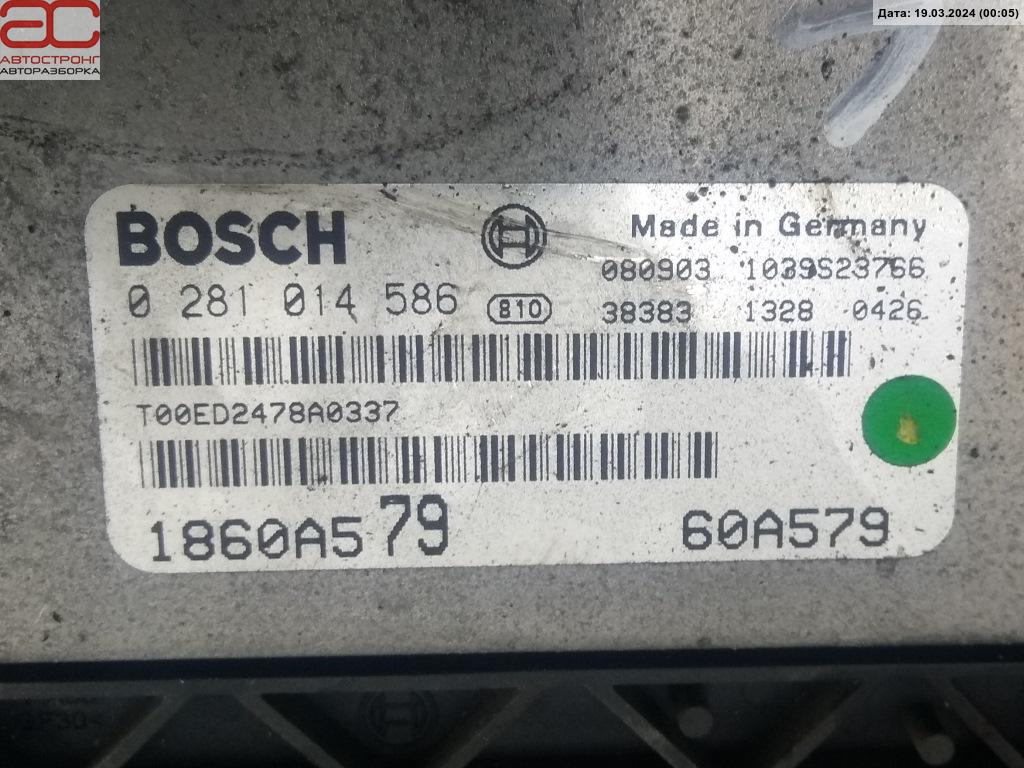 АС
АВТОСТРОНГ
АВТОРАЗБОРКА
Дата: 19.03.2024 (00:05)
BOSCH
Made in Germany
080903 1039S23766
0 281 014 586 810
38383 1328 0426
T00ED2478A0337
1860A579 60A579